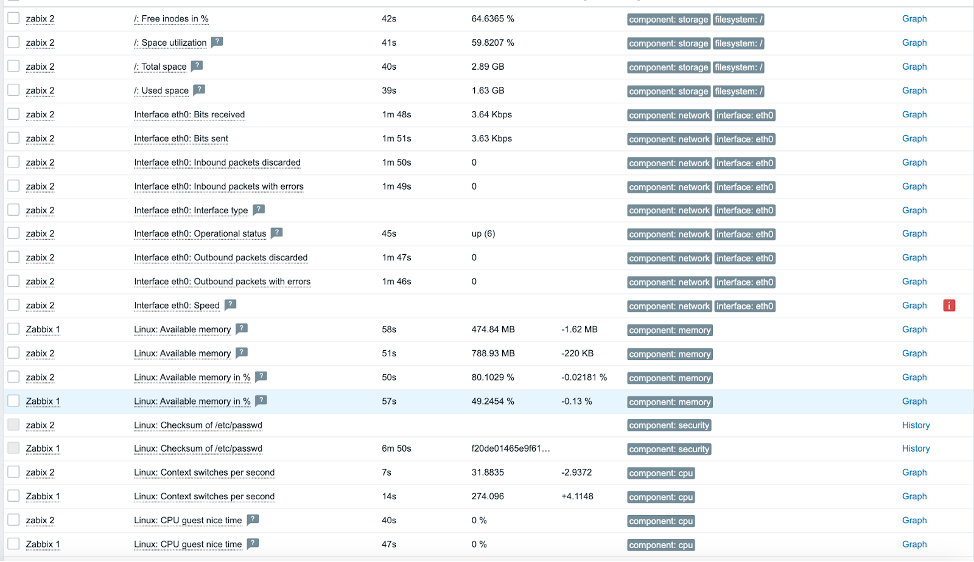 zabix 2 /: Free inodes in % 42s 64.6365 % component: storage filesystem: / Graph
zabix 2 /: Space utilization ? 41s 59.8207 % component: storage filesystem: / Graph
zabix 2 /: Total space ? 40s 2.89 GB component: storage filesystem: / Graph
zabix 2 /: Used space ? 39s 1.63 GB component: storage filesystem: / Graph
zabix 2 Interface eth0: Bits received 1m 48s 3.64 Kbps component: network interface: eth0 Graph
zabix 2 Interface eth0: Bits sent 1m 51s 3.63 Kbps component: network interface: eth0 Graph
zabix 2 Interface eth0: Inbound packets discarded 1m 50s 0 component: network interface: eth0 Graph
zabix 2 Interface eth0: Inbound packets with errors 1m 49s 0 component: network interface: eth0 Graph
zabix 2 Interface eth0: Interface type ? component: network interface: eth0 Graph
zabix 2 Interface eth0: Operational status ? 45s up (6) component: network interface: eth0 Graph
zabix 2 Interface eth0: Outbound packets discarded 1m 47s 0 component: network interface: eth0 Graph
zabix 2 Interface eth0: Outbound packets with errors 1m 46s 0 component: network interface: eth0 Graph
zabix 2 Interface eth0: Speed ? component: network interface: eth0 Graph i
Zabbix 1 Linux: Available memory ? 58s 474.84 MB -1.62 MB component: memory Graph
zabix 2 Linux: Available memory ? 51s 788.93 MB -220 KB component: memory Graph
zabix 2 Linux: Available memory in % ? 50s 80.1029 % -0.02181 % component: memory Graph
Zabbix 1 Linux: Available memory in % ? 57s 49.2454 % -0.13 % component: memory Graph
zabix 2 Linux: Checksum of /etc/passwd component: security History
Zabbix 1 Linux: Checksum of /etc/passwd 6m 50s f20de01465e9f61... component: security History
zabix 2 Linux: Context switches per second 7s 31.8835 -2.9372 component: cpu Graph
Zabbix 1 Linux: Context switches per second 14s 274.096 +4.1148 component: cpu Graph
zabix 2 Linux: CPU guest nice time ? 40s 0 % component: cpu Graph
Zabbix 1 Linux: CPU guest nice time ? 47s 0 % component: cpu Graph